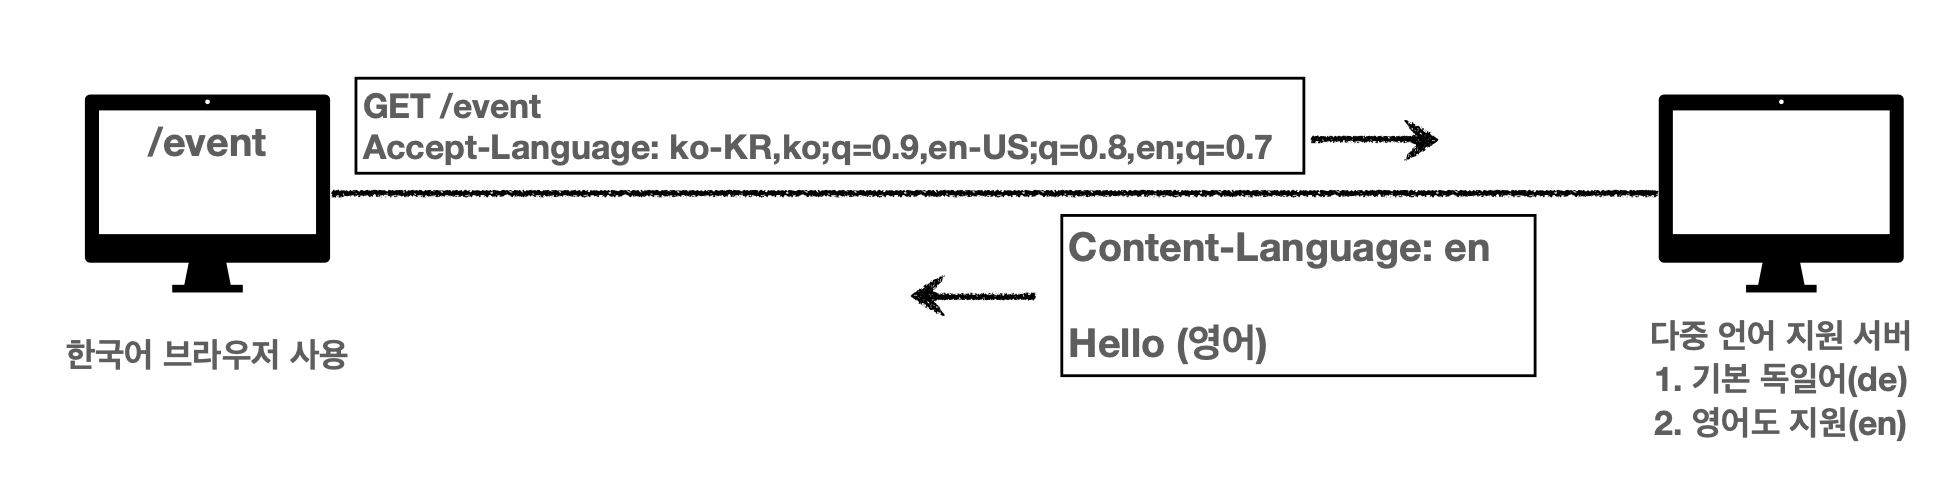 /event
GET /event
Accept-Language: ko-KR,ko;q=0.9,en-US;q=0.8,en;q=0.7
Content-Language: en
Hello (영어)
한국어 브라우저 사용
다중 언어 지원 서버
1. 기본 독일어(de)
2. 영어도 지원(en)